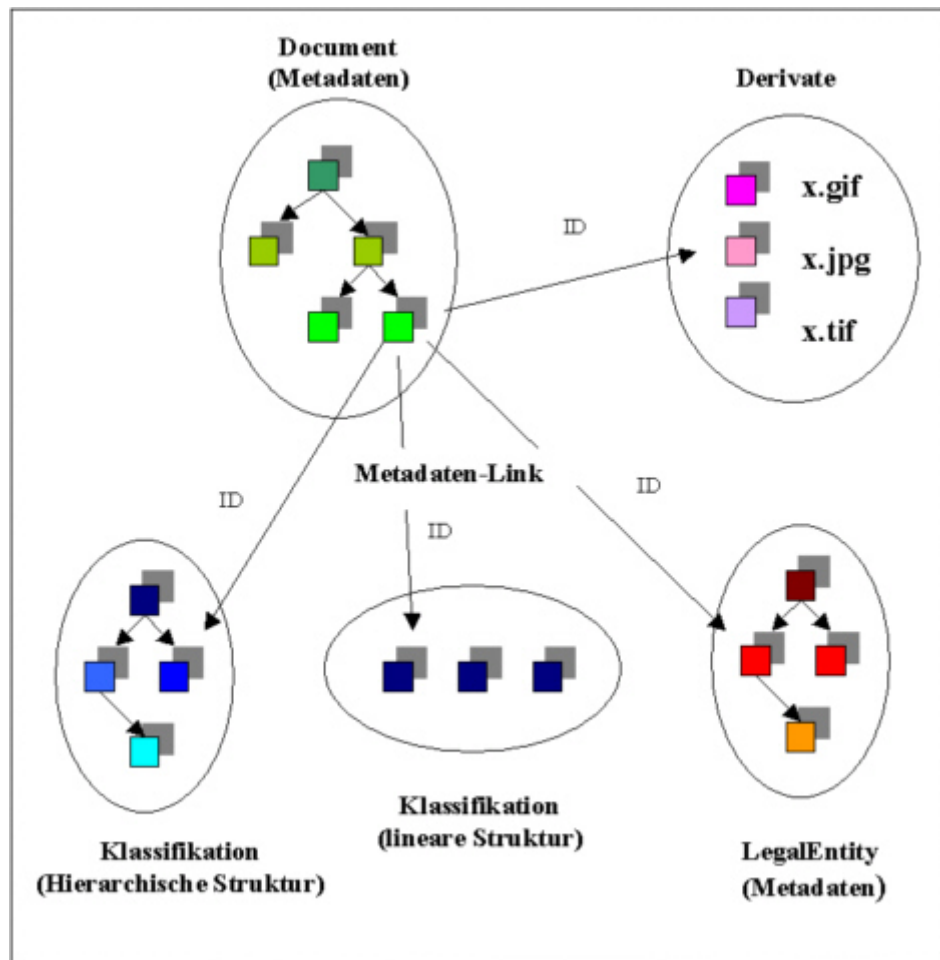 Document
(Metadaten)
Derivate
x.gif
ID
x.jpg
x.tif
Metadaten-Link
ID
ID
ID
Klassifikation
(lineare Struktur)
Klassifikation
(Hierarchische Struktur)
LegalEntity
(Metadaten)